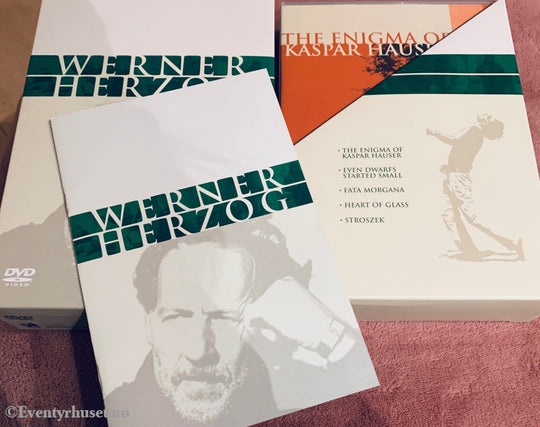 WERNER
HERZOG
DVD
VIDEO
DVD
WERNER
HERZOG
THE ENIGMA OF
KASPAR HAUSER
• THE ENIGMA OF
KASPAR HAUSER
• EVEN DWARFS
STARTED SMALL
• FATA MORGANA
• HEART OF GLASS
• STROSZEK
©Eventyrhuset.no